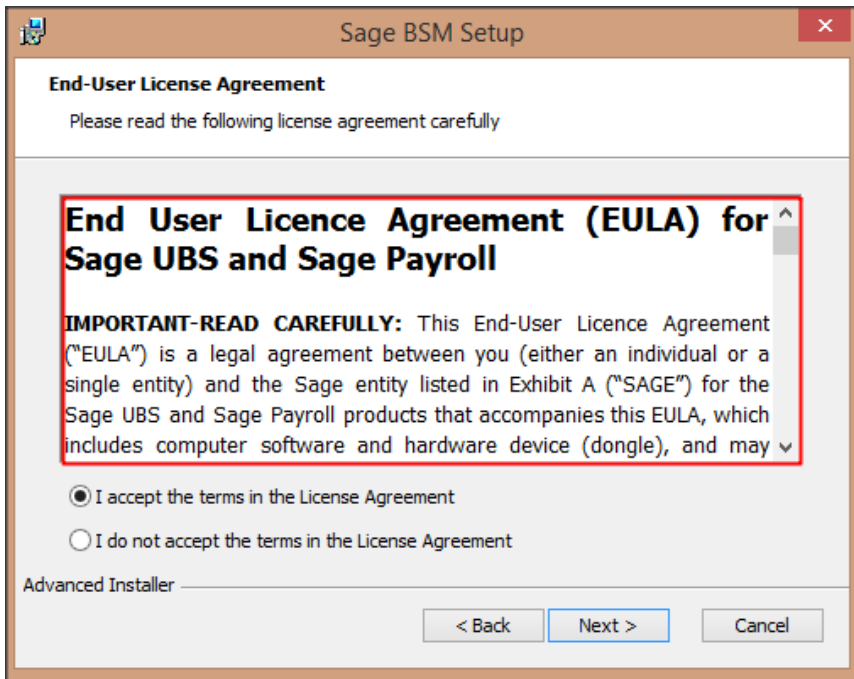 Sage BSM Setup
End-User License Agreement
Please read the following license agreement carefully
End User Licence Agreement (EULA) for
Sage UBS and Sage Payroll
IMPORTANT-READ CAREFULLY: This End-User Licence Agreement
(“EULA”) is a legal agreement between you (either an individual or a
single entity) and the Sage entity listed in Exhibit A (“SAGE”) for the
Sage UBS and Sage Payroll products that accompanies this EULA, which
includes computer software and hardware device (dongle), and may
I accept the terms in the License Agreement
I do not accept the terms in the License Agreement
Advanced Installer
< Back Next > Cancel